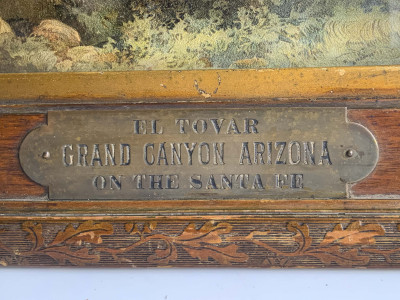 EL TOVAR
GRAND CANYON ARIZONA
ON THE SANTA FE